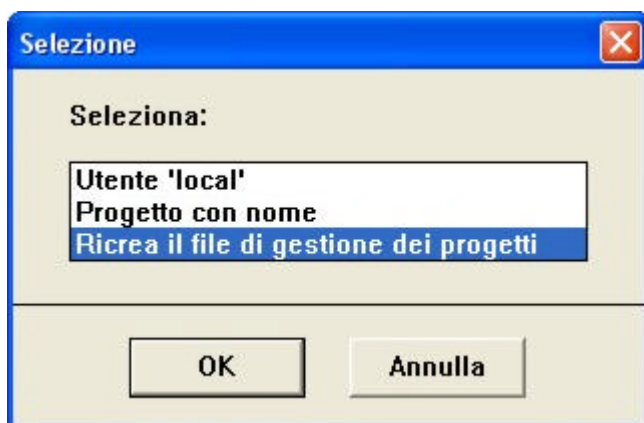 Selezione
Seleziona:
Utente 'local'
Progetto con nome
Ricrea il file di gestione dei progetti
OK
Annulla